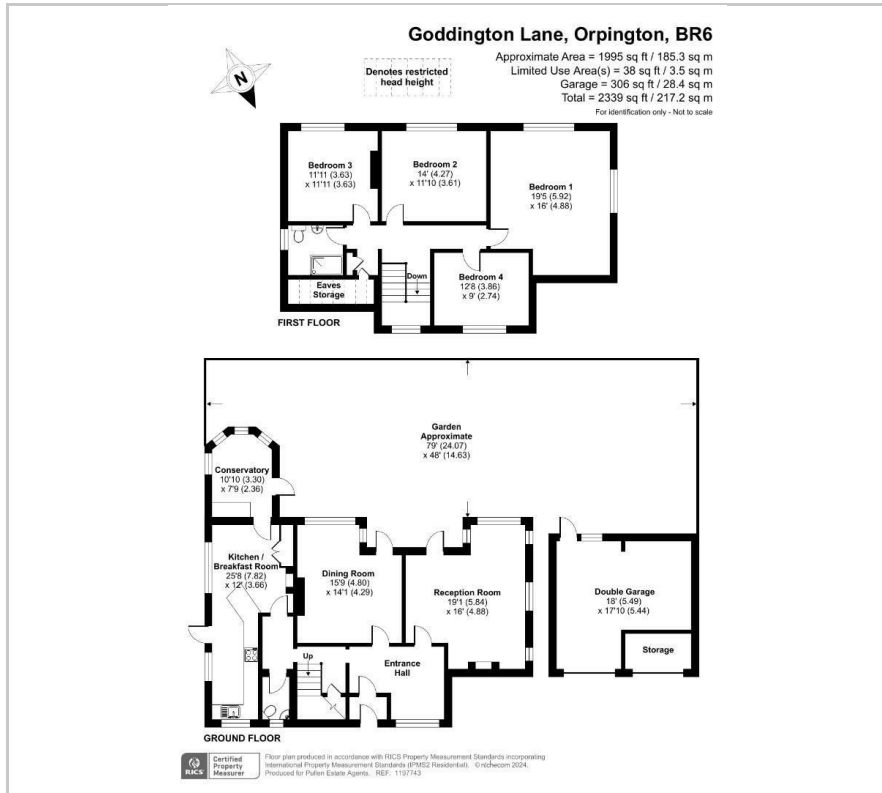 Goddington Lane, Orpington, BR6
Approximate Area = 1995 sq ft / 185.3 sq m
Limited Use Area(s) = 38 sq ft / 3.5 sq m
Garage = 306 sq ft / 28.4 sq m
Total = 2339 sq ft / 217.2 sq m
For identification only - Not to scale
N
Denotes restricted
head height
Bedroom 3
11'11 (3.63)
x 11'11 (3.63)
Bedroom 2
14' (4.27)
x 11'10 (3.61)
Bedroom 1
19'5 (5.92)
x 16' (4.88)
Bedroom 4
12'8 (3.86)
x 9' (2.74)
Down
Eaves
Storage
FIRST FLOOR
Garden
Approximate
79' (24.07)
x 48' (14.63)
Conservatory
10'10 (3.30)
x 7'9 (2.36)
Kitchen /
Breakfast Room
25'8 (7.82)
x 12' (3.66)
Dining Room
15'9 (4.80)
x 14'1 (4.29)
Reception Room
19'1 (5.84)
x 16' (4.88)
Double Garage
18' (5.49)
x 17'10 (5.44)
Storage
Up
Entrance
Hall
GROUND FLOOR
RICS
Certified
Property
Measurer
Floor plan produced in accordance with RICS Property Measurement Standards incorporating
International Property Measurement Standards (IPMS2 Residential). © nichecom 2024.
Produced for Pullen Estate Agents. REF: 1197743